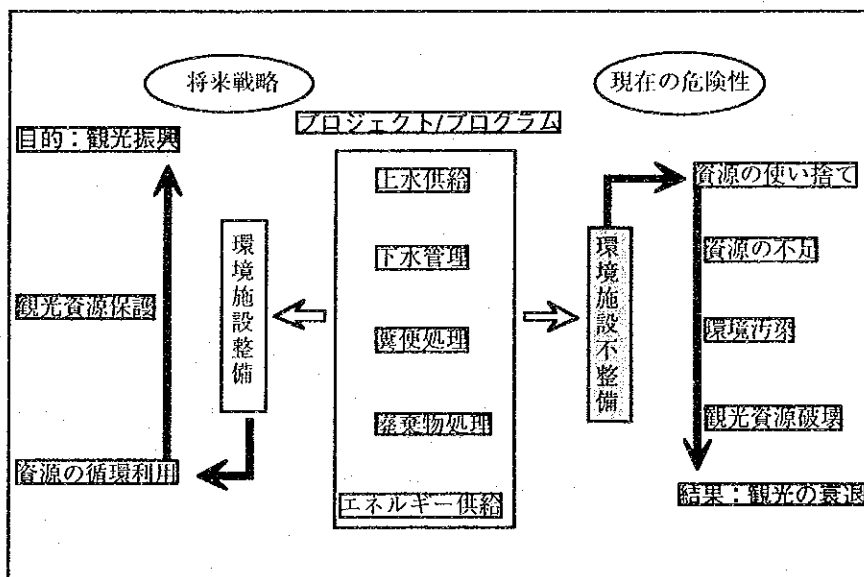 将来戦略
現在の危険性
プロジェクト/プログラム
目的：観光振興
観光資源保護
資源の循環利用
環境施設整備
上水供給
下水管理
糞便処理
廃棄物処理
エネルギー供給
環境施設不整備
資源の使い捨て
資源の不足
環境汚染
観光資源破壊
結果：観光の衰退